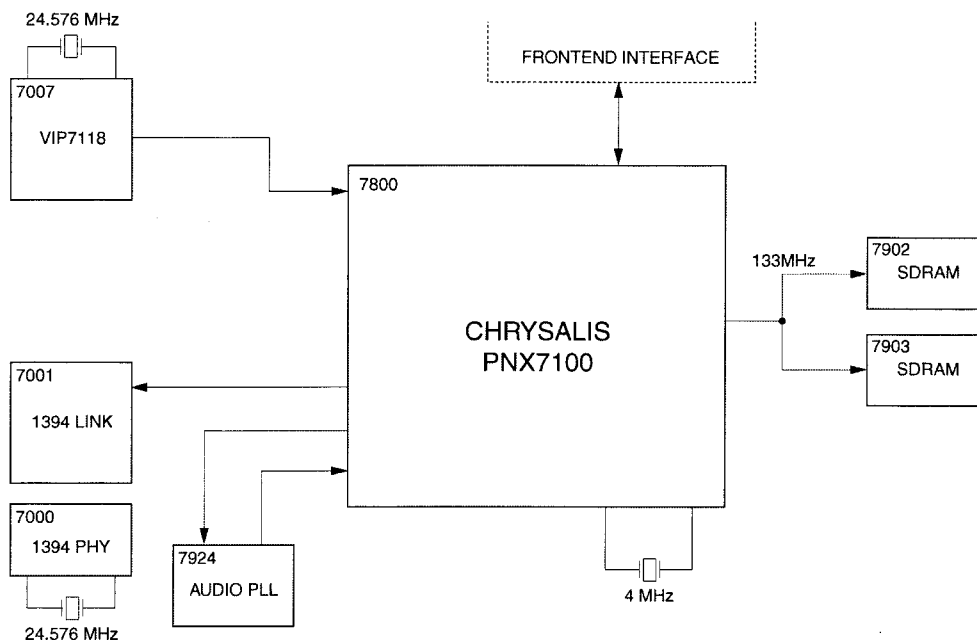 24.576 MHz
7007
VIP7118
FRONTEND INTERFACE
7800
CHRYSALIS
PNX7100
133MHz
7902
SDRAM
7903
SDRAM
7001
1394 LINK
7000
1394 PHY
24.576 MHz
7924
AUDIO PLL
4 MHz